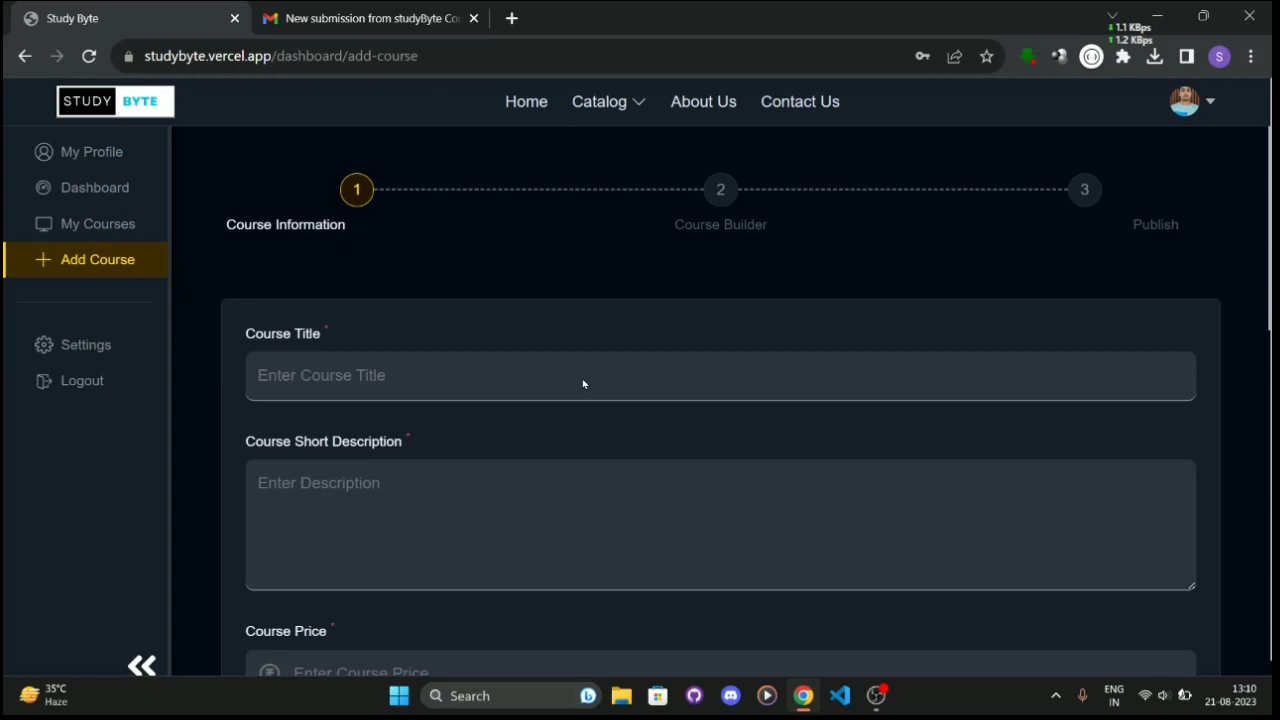 Study Byte
New submission from studyByte Co
1.1 KBps
1.2 KBps
studybyte.vercel.app/dashboard/add-course
S
STUDY BYTE
Home
Catalog
About Us
Contact Us
My Profile
Dashboard
My Courses
Add Course
Settings
Logout
1
2
3
Course Information
Course Builder
Publish
Course Title *
Enter Course Title
Course Short Description *
Enter Description
Course Price *
₹ Enter Course Price
35°C
Haze
Search
ENG
IN
13:10
21-08-2023